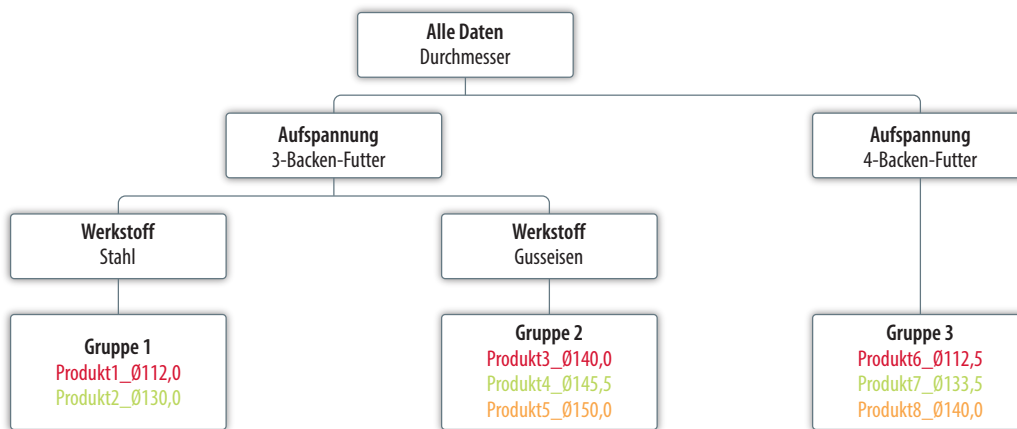 Alle Daten
Durchmesser
Aufspannung
3-Backen-Futter
Aufspannung
4-Backen-Futter
Werkstoff
Stahl
Werkstoff
Gusseisen
Gruppe 1
Produkt1_Ø112,0
Produkt2_Ø130,0
Gruppe 2
Produkt3_Ø140,0
Produkt4_Ø145,5
Produkt5_Ø150,0
Gruppe 3
Produkt6_Ø112,5
Produkt7_Ø133,5
Produkt8_Ø140,0